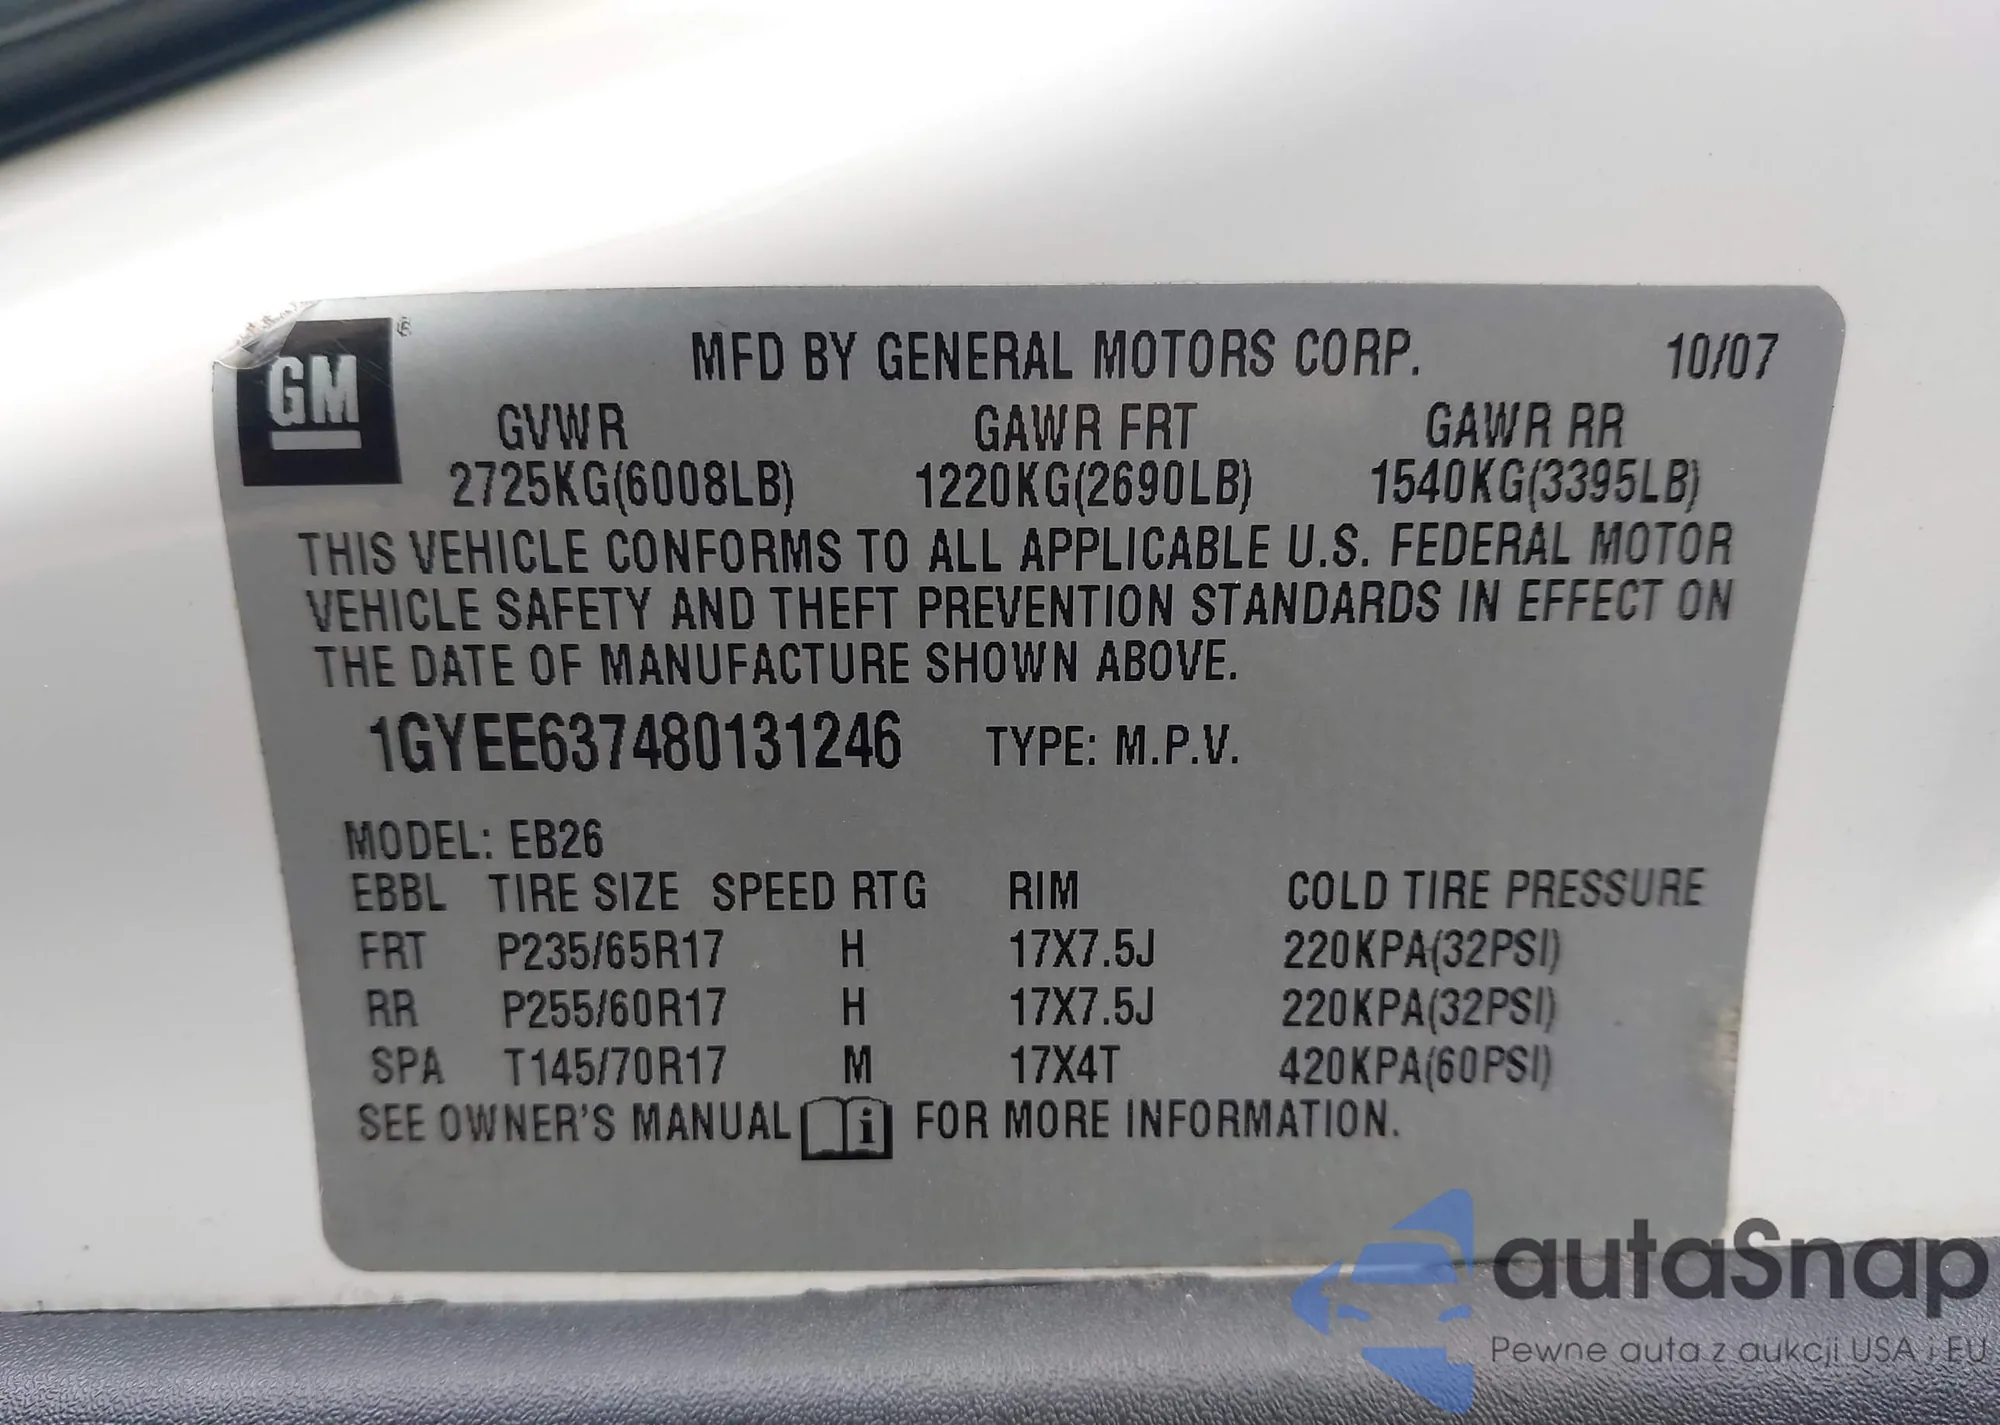 GM
MFD BY GENERAL MOTORS CORP. 10/07
GVWR GAWR FRT GAWR RR
2725KG(6008LB) 1220KG(2690LB) 1540KG(3395LB)
THIS VEHICLE CONFORMS TO ALL APPLICABLE U.S. FEDERAL MOTOR
VEHICLE SAFETY AND THEFT PREVENTION STANDARDS IN EFFECT ON
THE DATE OF MANUFACTURE SHOWN ABOVE.
1GYEE637480131246 TYPE: M.P.V.
MODEL: EB26
EBBL TIRE SIZE SPEED RTG RIM COLD TIRE PRESSURE
FRT P235/65R17 H 17X7.5J 220KPA(32PSI)
RR P255/60R17 H 17X7.5J 220KPA(32PSI)
SPA T145/70R17 M 17X4T 420KPA(60PSI)
SEE OWNER'S MANUAL i FOR MORE INFORMATION.
autaSnap
Pewne auta z aukcji USA i EU